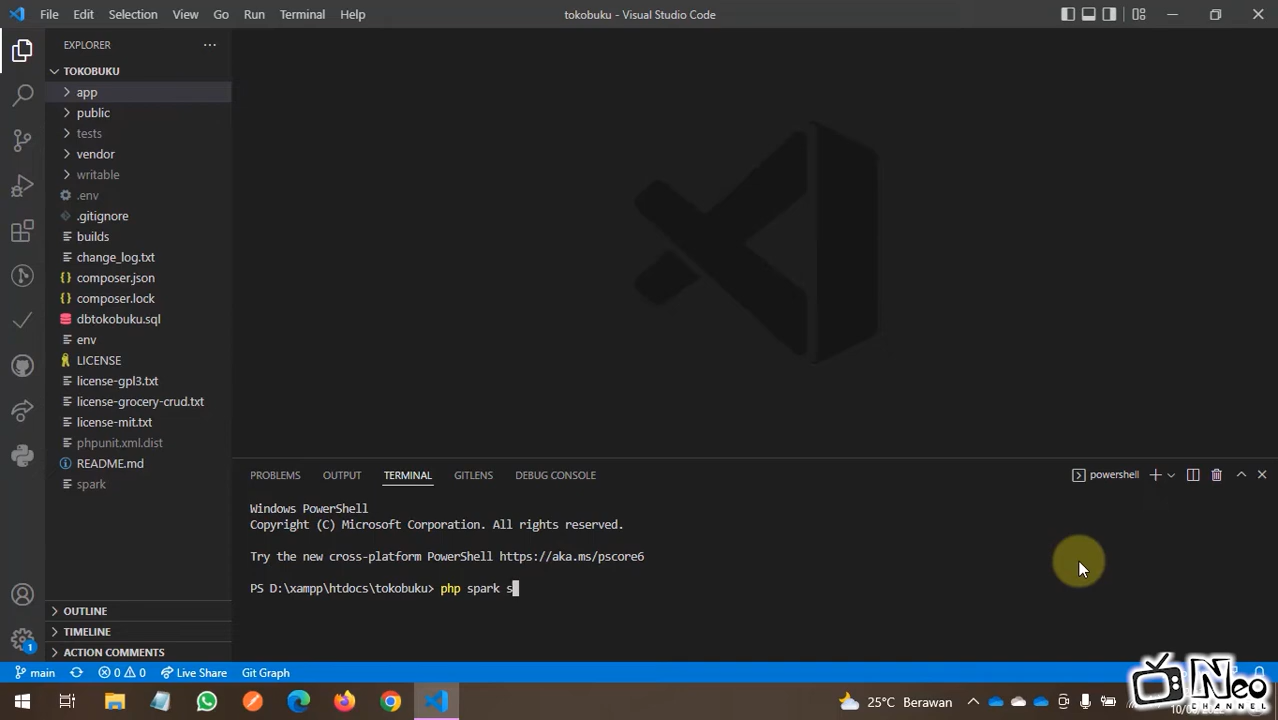 File Edit Selection View Go Run Terminal Help
tokobuku - Visual Studio Code
EXPLORER
TOKOBUKU
app
public
tests
vendor
writable
.env
.gitignore
builds
change_log.txt
composer.json
composer.lock
dbtokobuku.sql
env
LICENSE
license-gpl3.txt
license-grocery-crud.txt
license-mit.txt
phpunit.xml.dist
README.md
spark
OUTLINE
TIMELINE
ACTION COMMENTS
PROBLEMS OUTPUT TERMINAL GITLENS DEBUG CONSOLE
powershell
Windows PowerShell
Copyright (C) Microsoft Corporation. All rights reserved.
Try the new cross-platform PowerShell https://aka.ms/pscore6
PS D:\xampp\htdocs\tokobuku> php spark s
1
main 0 0 Live Share Git Graph
25°C Berawan
Neo
CHANNEL